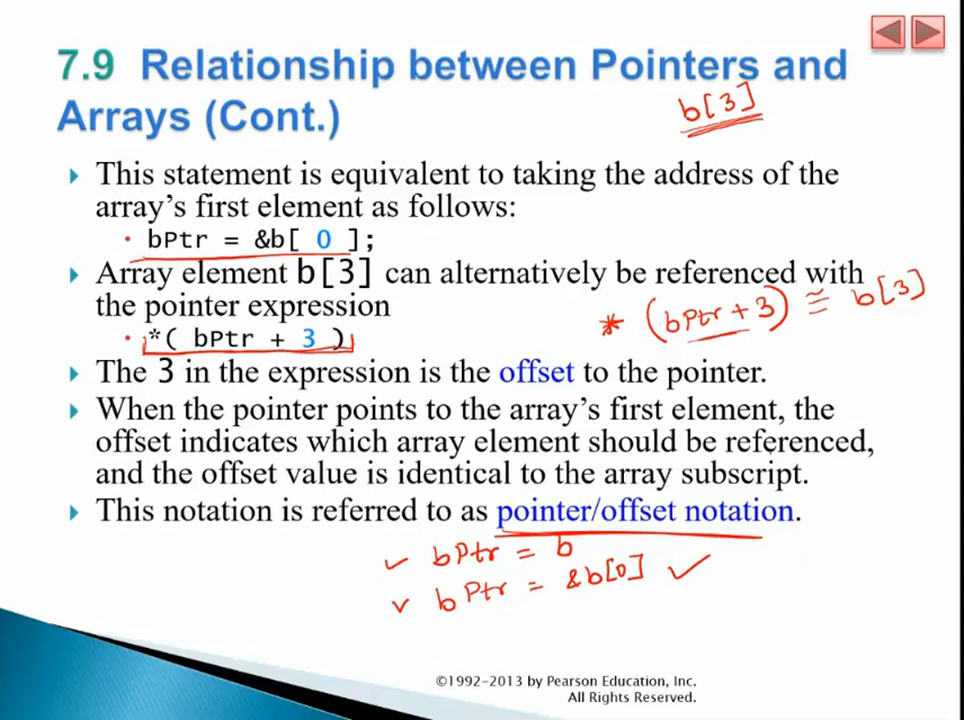 7.9 Relationship between Pointers and
Arrays (Cont.)
b[3]
This statement is equivalent to taking the address of the
array's first element as follows:
bPtr = &b[ 0 ];
Array element b[3] can alternatively be referenced with
the pointer expression
* (bPtr + 3) ≅ b[3]
*( bPtr + 3 )
The 3 in the expression is the offset to the pointer.
When the pointer points to the array's first element, the
offset indicates which array element should be referenced,
and the offset value is identical to the array subscript.
This notation is referred to as pointer/offset notation.
✓ bPtr = b
✓ bPtr = &b[0] ✓
©1992-2013 by Pearson Education, Inc.
All Rights Reserved.